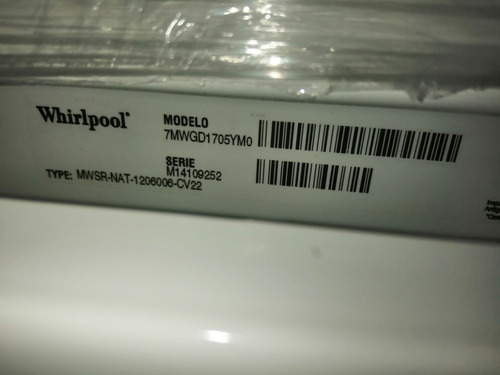 Whirlpool
MODELO
7MWGD1705YM0
SERIE
M14109252
TYPE: MWSR-NAT-1206006-CV22